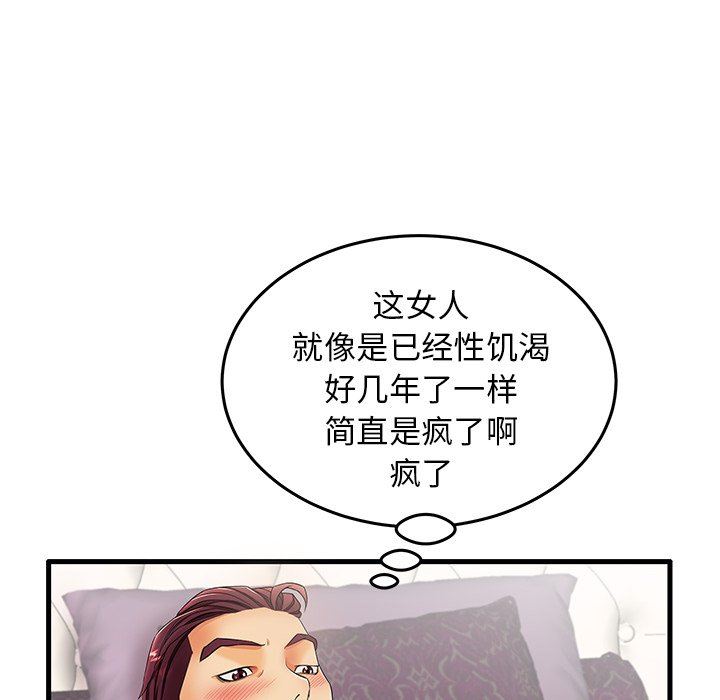 这女人
就像是已经性饥渴
好几年了一样
简直是疯了啊
疯了